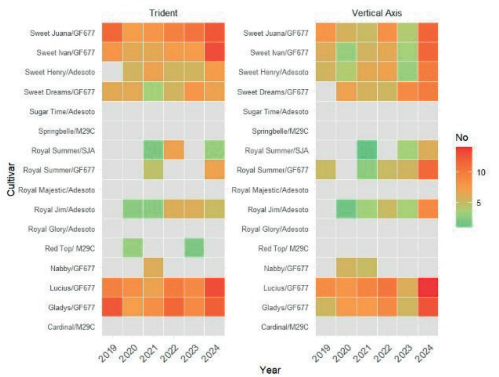 Trident
Vertical Axis
Cultivar
Sweet Juana/GF677
Sweet Ivan/GF677
Sweet Henry/Adesoto
Sweet Dreams/GF677
Sugar Time/Adesoto
Springbelle/M29C
Royal Summer/SJA
Royal Summer/GF677
Royal Majestic/Adesoto
Royal Jim/Adesoto
Royal Glory/Adesoto
Red Top/ M29C
Nabby/GF677
Lucius/GF677
Gladys/GF677
Cardinal/M29C
Sweet Juana/GF677
Sweet Ivan/GF677
Sweet Henry/Adesoto
Sweet Dreams/GF677
Sugar Time/Adesoto
Springbelle/M29C
Royal Summer/SJA
Royal Summer/GF677
Royal Majestic/Adesoto
Royal Jim/Adesoto
Royal Glory/Adesoto
Red Top/ M29C
Nabby/GF677
Lucius/GF677
Gladys/GF677
Cardinal/M29C
No
10
5
2019 2020 2021 2022 2023 2024
2019 2020 2021 2022 2023 2024
Year